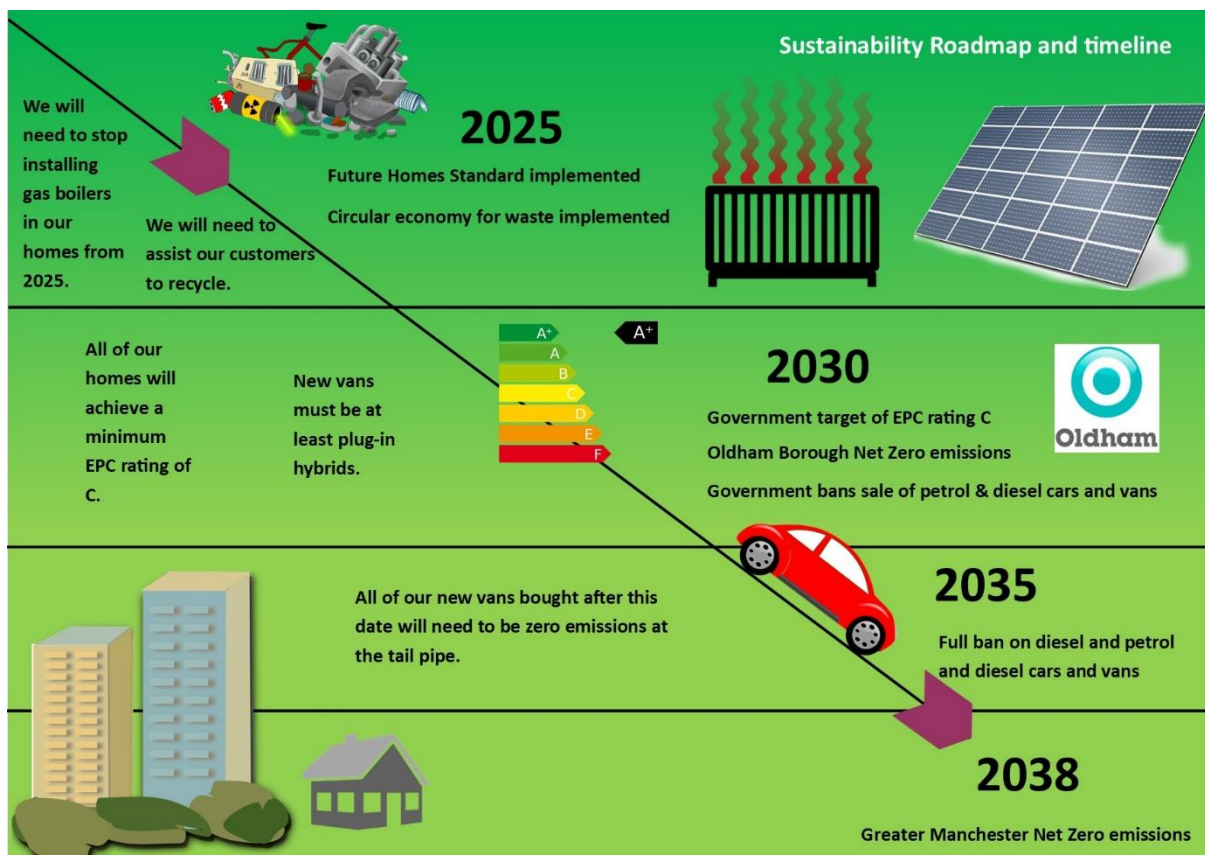 Sustainability Roadmap and timeline
We will
need to stop
installing
gas boilers
in our
homes from
2025.
We will need to
assist our customers
to recycle.
2025
Future Homes Standard implemented
Circular economy for waste implemented
All of our
homes will
achieve a
minimum
EPC rating of
C.
New vans
must be at
least plug-in
hybrids.
A+
A
B
C
D
E
F
A+
2030
Government target of EPC rating C
Oldham Borough Net Zero emissions
Government bans sale of petrol & diesel cars and vans
Oldham
All of our new vans bought after this
date will need to be zero emissions at
the tail pipe.
2035
Full ban on diesel and petrol
and diesel cars and vans
2038
Greater Manchester Net Zero emissions